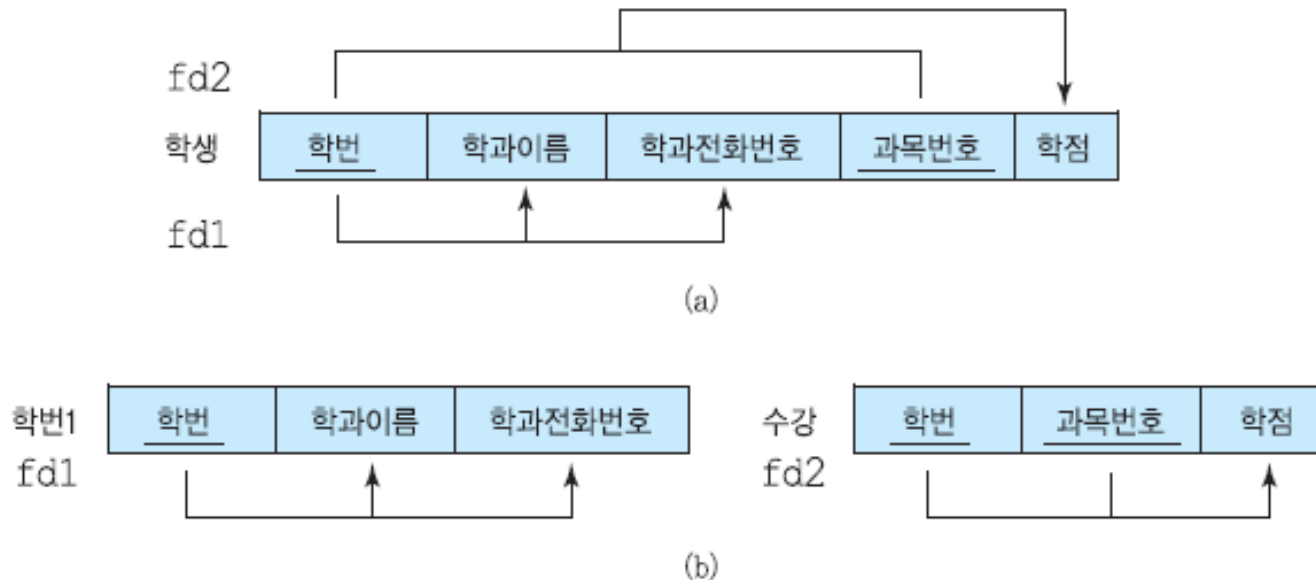 fd2
학생 학번 학과이름 학과전화번호 과목번호 학점
fd1
(a)
학번1 학번 학과이름 학과전화번호 수강 학번 과목번호 학점
fd1 fd2
(b)